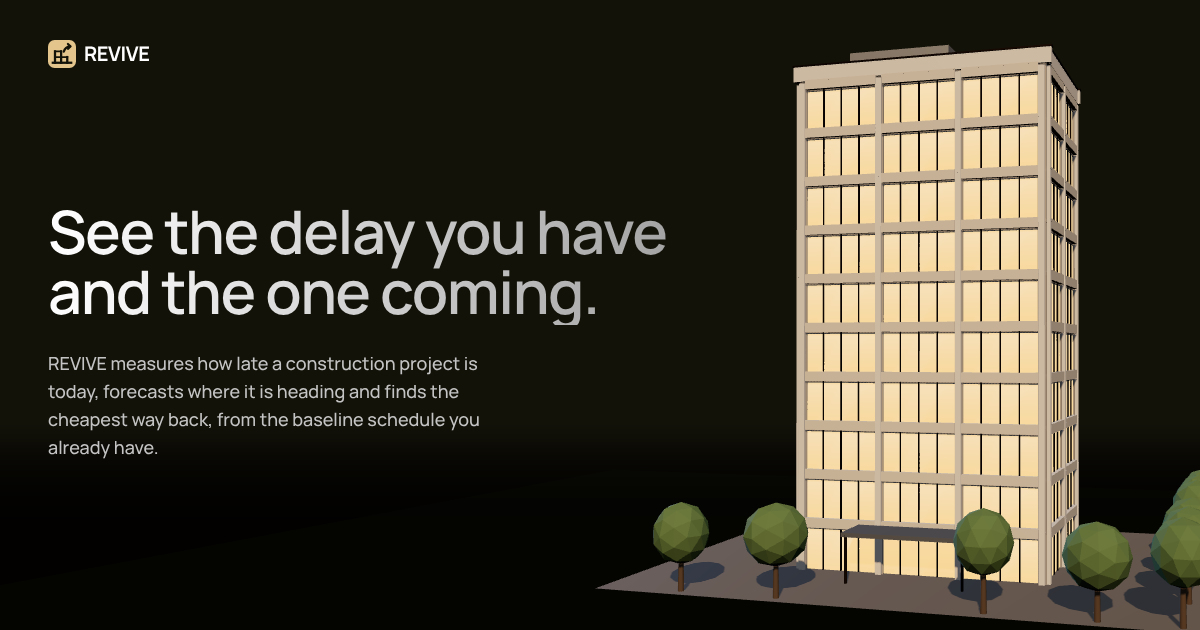 REVIVE
See the delay you have
and the one coming.
REVIVE measures how late a construction project is
today, forecasts where it is heading and finds the
cheapest way back, from the baseline schedule you
already have.